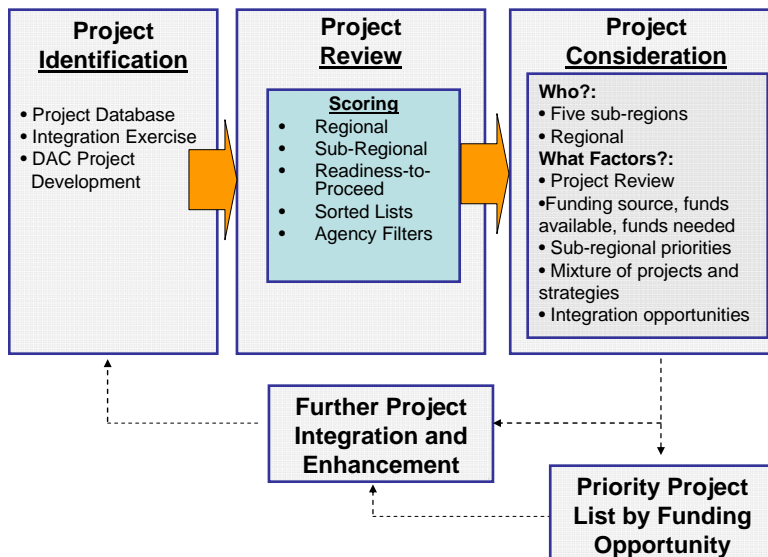 Project
Identification
• Project Database
• Integration Exercise
• DAC Project
Development
Project
Review
Scoring
• Regional
• Sub-Regional
• Readiness-to-
Proceed
• Sorted Lists
• Agency Filters
Project
Consideration
Who?:
• Five sub-regions
• Regional
What Factors?:
• Project Review
•Funding source, funds
available, funds needed
• Sub-regional priorities
• Mixture of projects and
strategies
• Integration opportunities
Further Project
Integration and
Enhancement
Priority Project
List by Funding
Opportunity